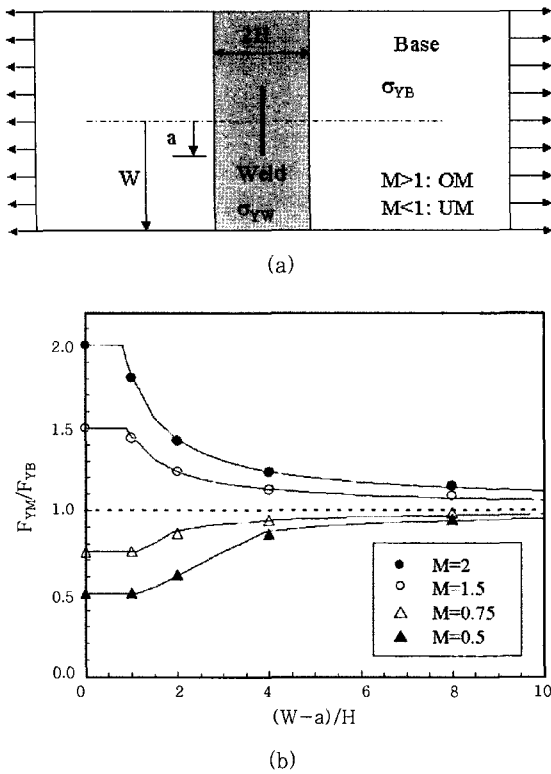 2H
Base
σYB
a
W
Weld
σYW
M>1: OM
M<1: UM
(a)
FYM/FYB
2.0
1.5
1.0
0.5
0.0
M=2
M=1.5
M=0.75
M=0.5
0
2
4
6
8
10
(W-a)/H
(b)